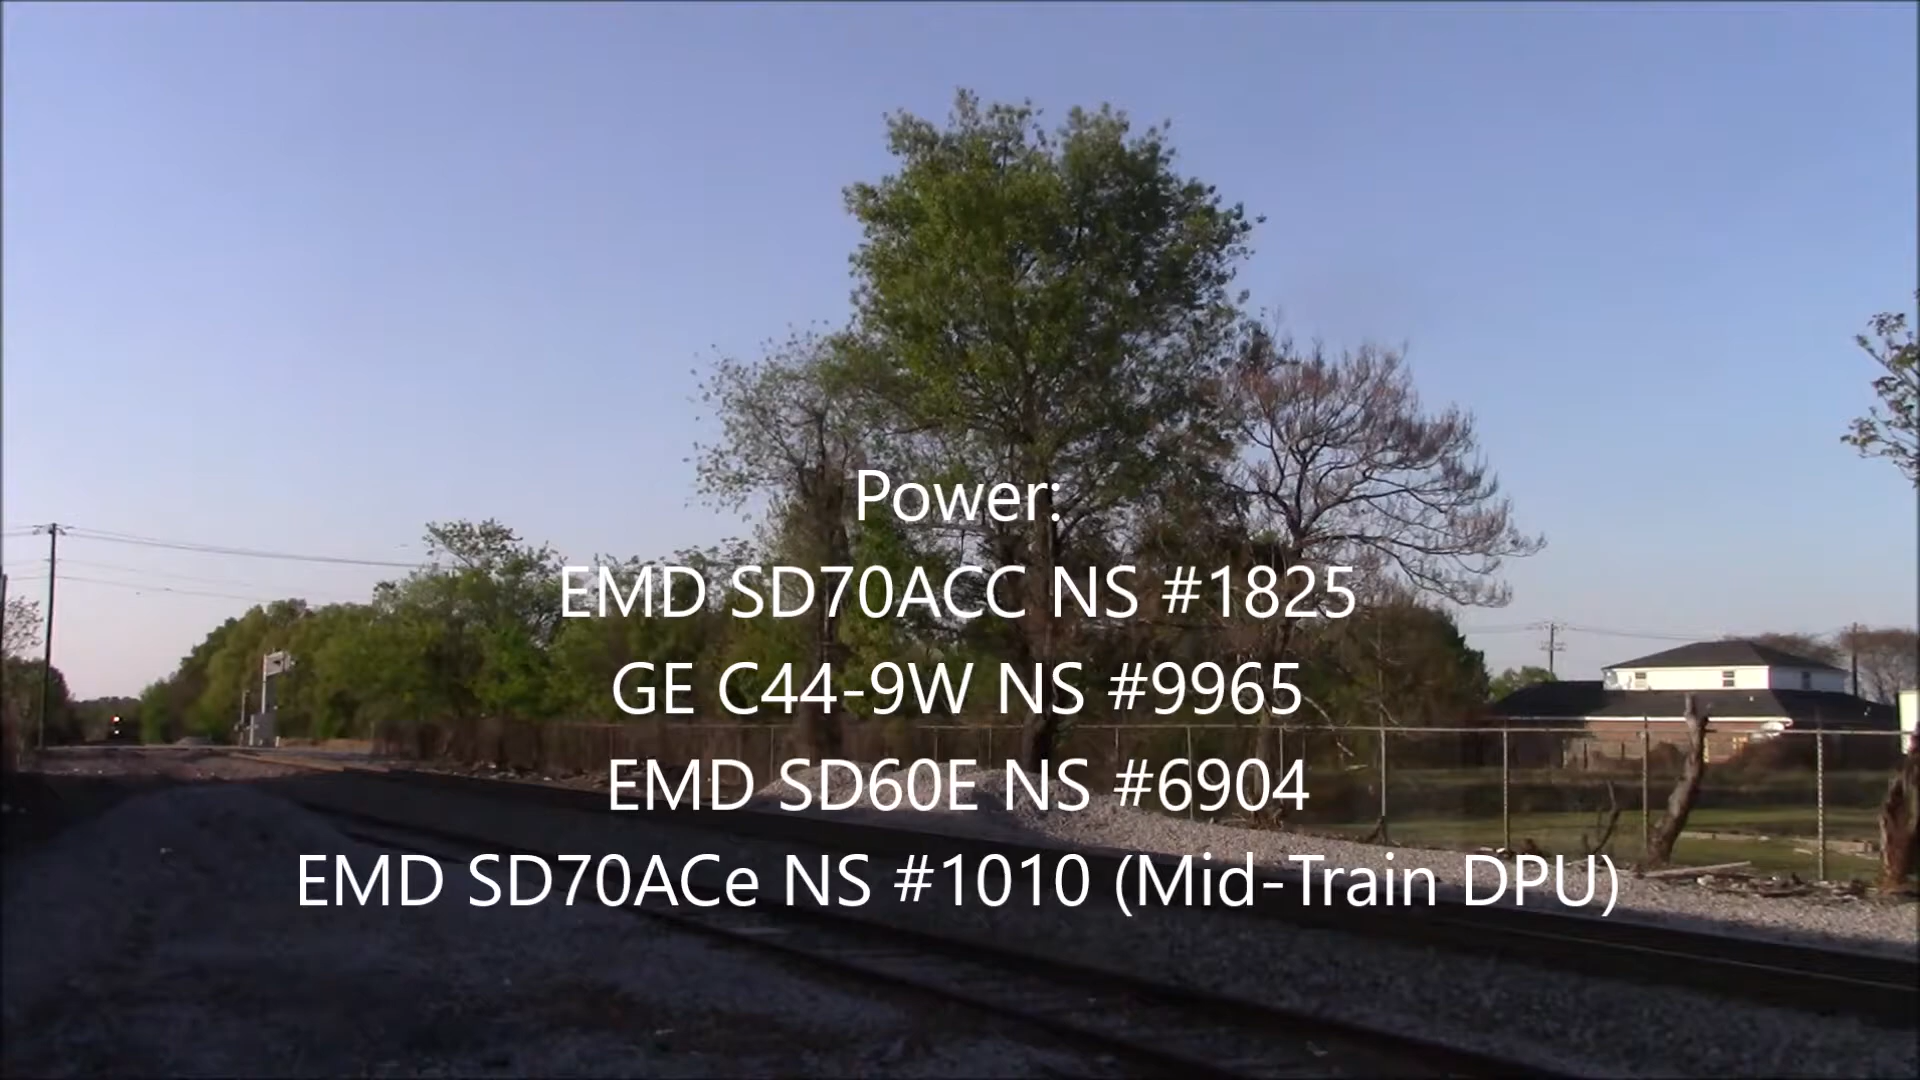 Power:
EMD SD70ACC NS #1825
GE C44-9W NS #9965
EMD SD60E NS #6904
EMD SD70ACe NS #1010 (Mid-Train DPU)